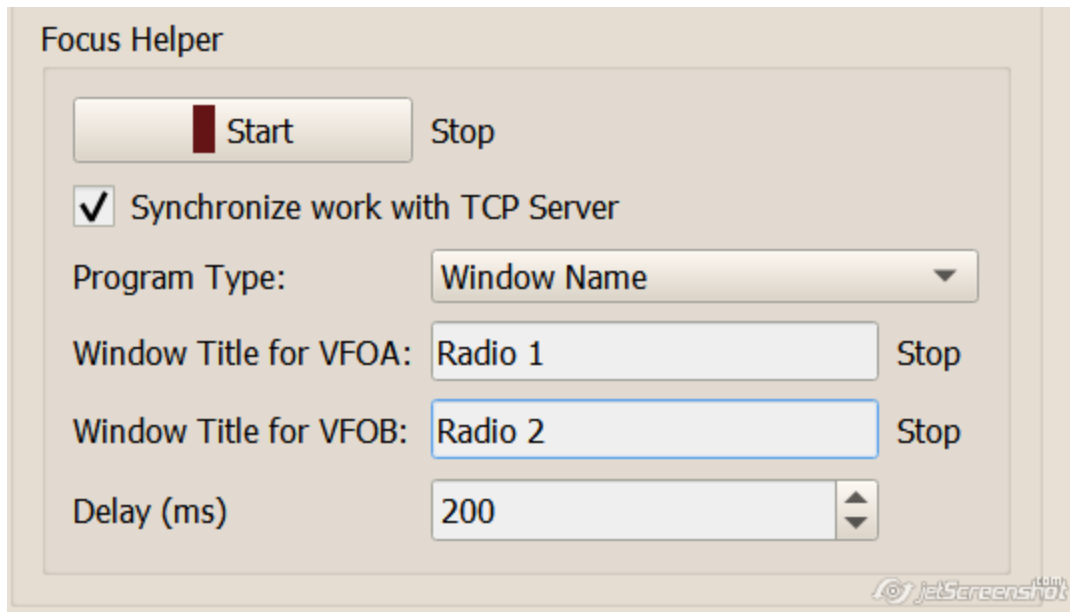 Focus Helper
Start Stop
Synchronize work with TCP Server
Program Type: Window Name
Window Title for VFOA: Radio 1 Stop
Window Title for VFOB: Radio 2 Stop
Delay (ms) 200
jetScreenshot
.com